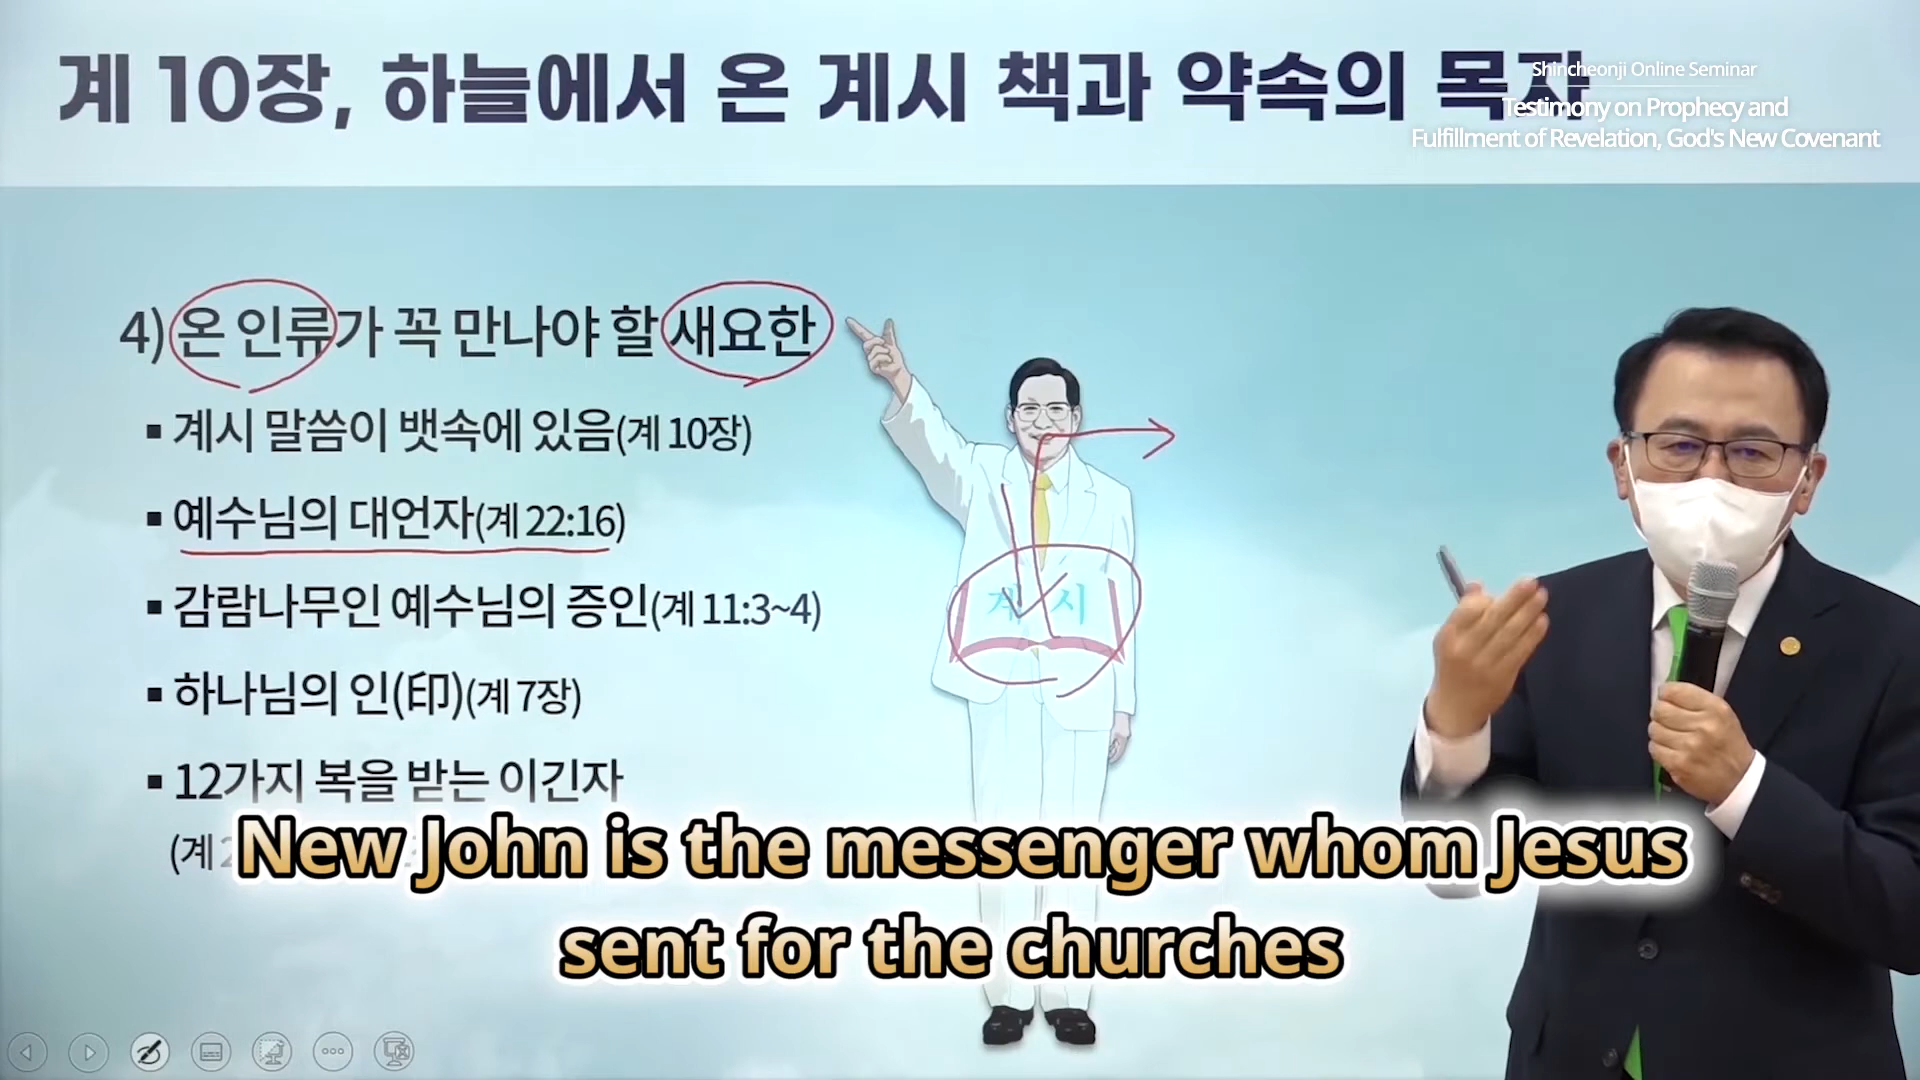 계 10장, 하늘에서 온 계시 책과 약속의 목자
Shincheonji Online Seminar
Testimony on Prophecy and
Fulfillment of Revelation, God's New Covenant
4) 온 인류가 꼭 만나야 할 새요한
▪ 계시 말씀이 뱃속에 있음(계 10장)
▪ 예수님의 대언자(계 22:16)
▪ 감람나무인 예수님의 증인(계 11:3~4)
▪ 하나님의 인(印)(계 7장)
▪ 12가지 복을 받는 이긴자
(계
계시
New John is the messenger whom Jesus
sent for the churches